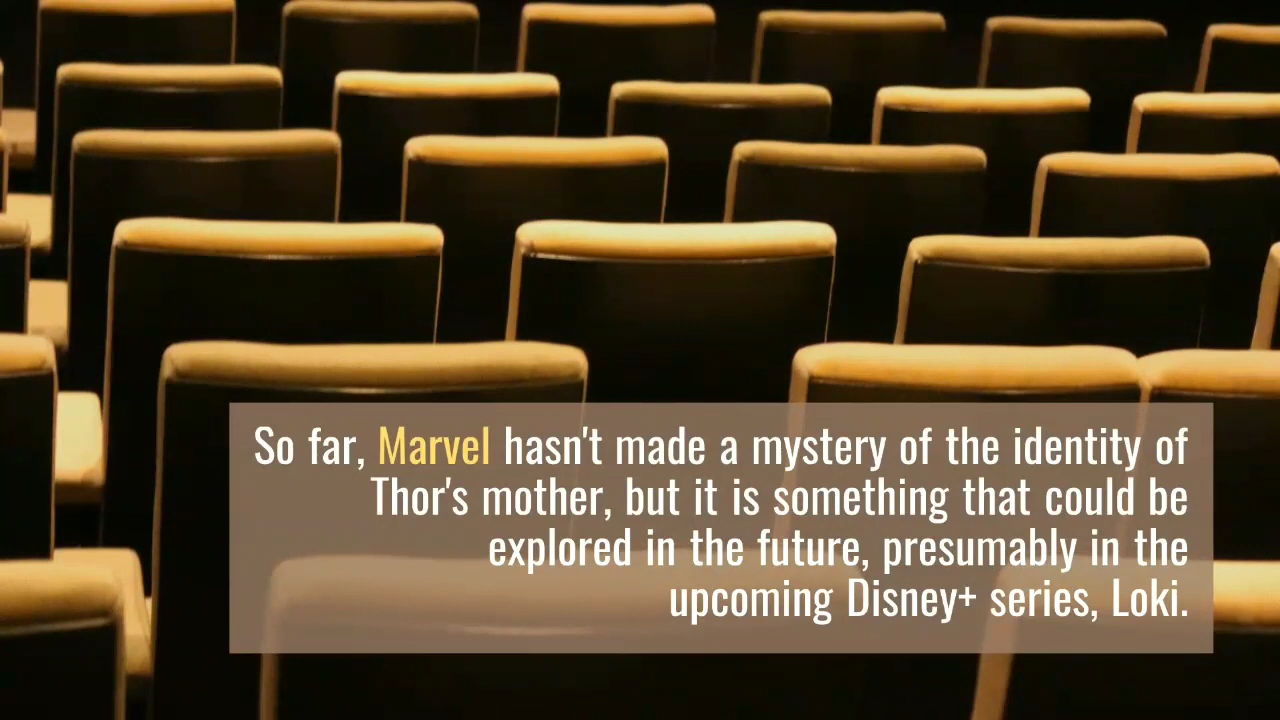 So far, Marvel hasn't made a mystery of the identity of
Thor's mother, but it is something that could be
explored in the future, presumably in the
upcoming Disney+ series, Loki.